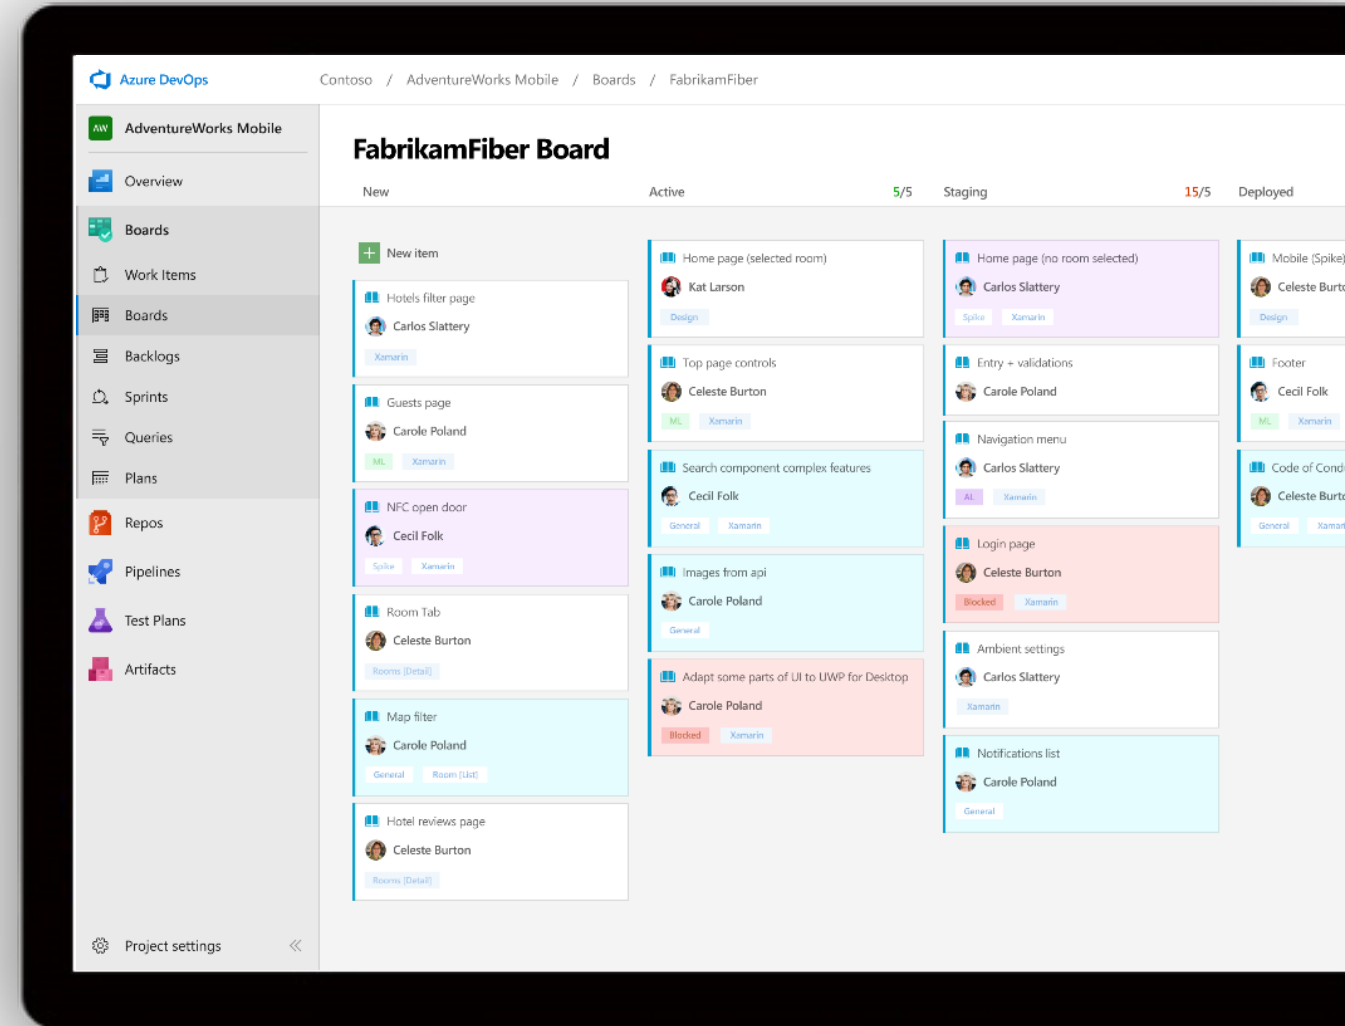 Azure DevOps
Contoso / AdventureWorks Mobile / Boards / FabrikamFiber
AW
AdventureWorks Mobile
Overview
Boards
Work Items
Boards
Backlogs
Sprints
Queries
Plans
Repos
Pipelines
Test Plans
Artifacts
Project settings
FabrikamFiber Board
New
New item
Hotels filter page
Carlos Slattery
Xamarin
Guests page
Carole Poland
ML Xamarin
NFC open door
Cecil Folk
Spike Xamarin
Room Tab
Celeste Burton
Rooms [Detail]
Map filter
Carole Poland
General Room [List]
Hotel reviews page
Celeste Burton
Rooms [Detail]
Active 5/5
Home page (selected room)
Kat Larson
Design
Top page controls
Celeste Burton
ML Xamarin
Search component complex features
Cecil Folk
General Xamarin
Images from api
Carole Poland
General
Adapt some parts of UI to UWP for Desktop
Carole Poland
Blocked Xamarin
Staging 15/5
Home page (no room selected)
Carlos Slattery
Spike Xamarin
Entry + validations
Carole Poland
Navigation menu
Carlos Slattery
AI Xamarin
Login page
Celeste Burton
Blocked Xamarin
Ambient settings
Carlos Slattery
Xamarin
Notifications list
Carole Poland
General
Deployed
Mobile (Spike)
Celeste Burto
Design
Footer
Cecil Folk
ML Xamarin
Code of Cond
Celeste Burto
General Xamari